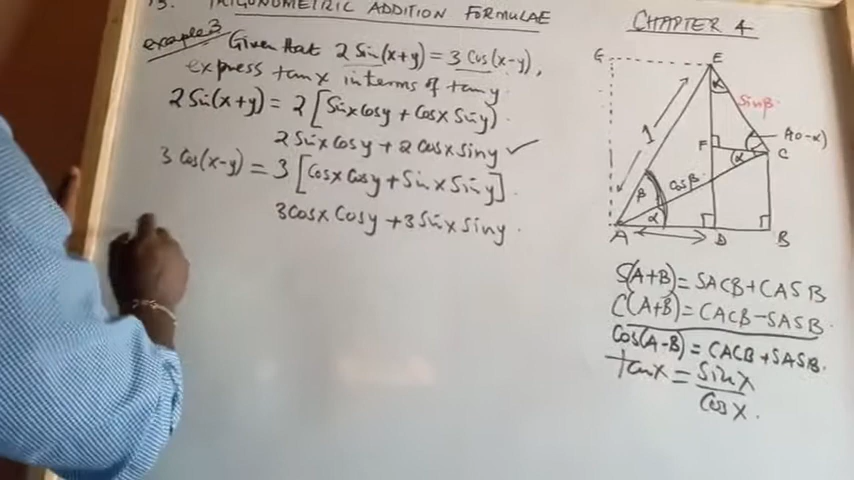 13. TRIGONOMETRIC ADDITION FORMULAE
example 3 Given that 2 Sin(x+y) = 3 Cos(x-y),
express tan x in terms of tan y.
2 Sin(x+y) = 2 [Sinx Cosy + Cosx Siny)
2 Sinx Cosy + 2 Cosx siny ✓
3 Cos(x-y) = 3 [Cosx Cosy + Sinx Siny].
3Cosx Cosy + 3 Sinx siny.
CHAPTER 4
G E
α
Sinβ
1
F
(90-α)
α C
Cosβ
β
α
A D B
S(A+B) = SACB + CASB
C(A+B) = CACB - SASB
Cos(A-B) = CACB + SASB.
tanx = Sinx
Cosx.